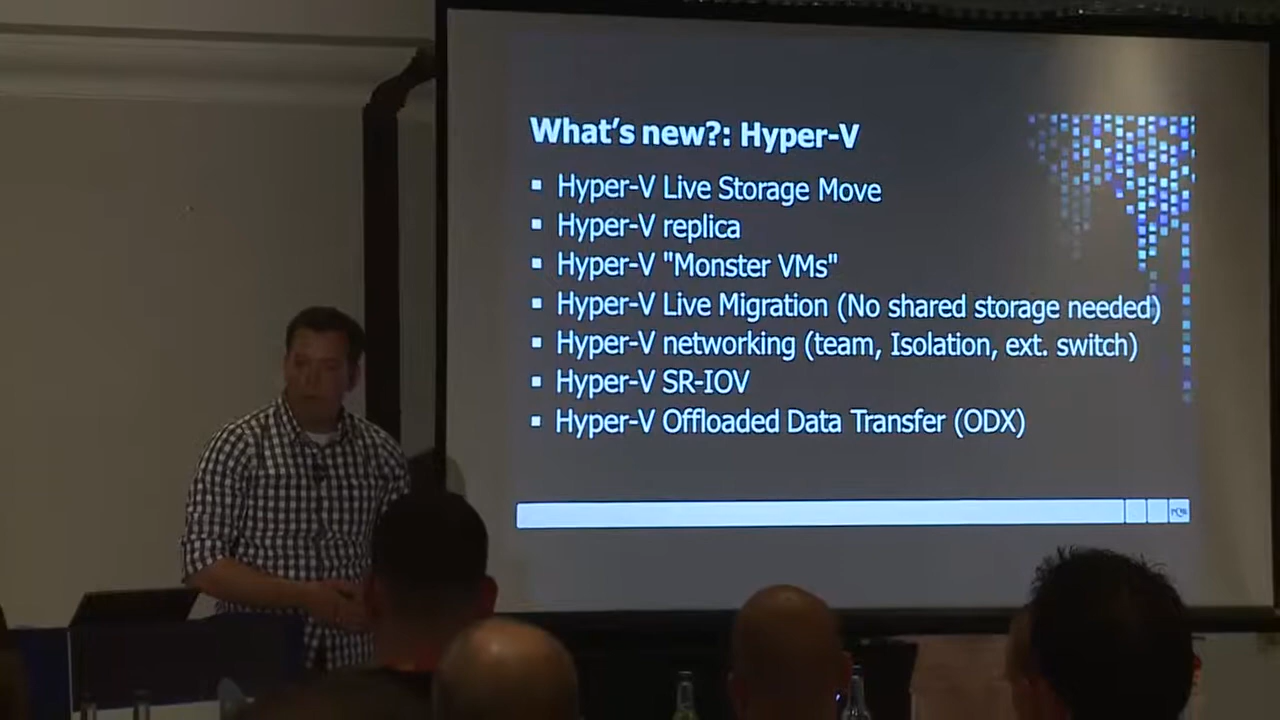 What's new?: Hyper-V
▪ Hyper-V Live Storage Move
▪ Hyper-V replica
▪ Hyper-V "Monster VMs"
▪ Hyper-V Live Migration (No shared storage needed)
▪ Hyper-V networking (team, Isolation, ext. switch)
▪ Hyper-V SR-IOV
▪ Hyper-V Offloaded Data Transfer (ODX)